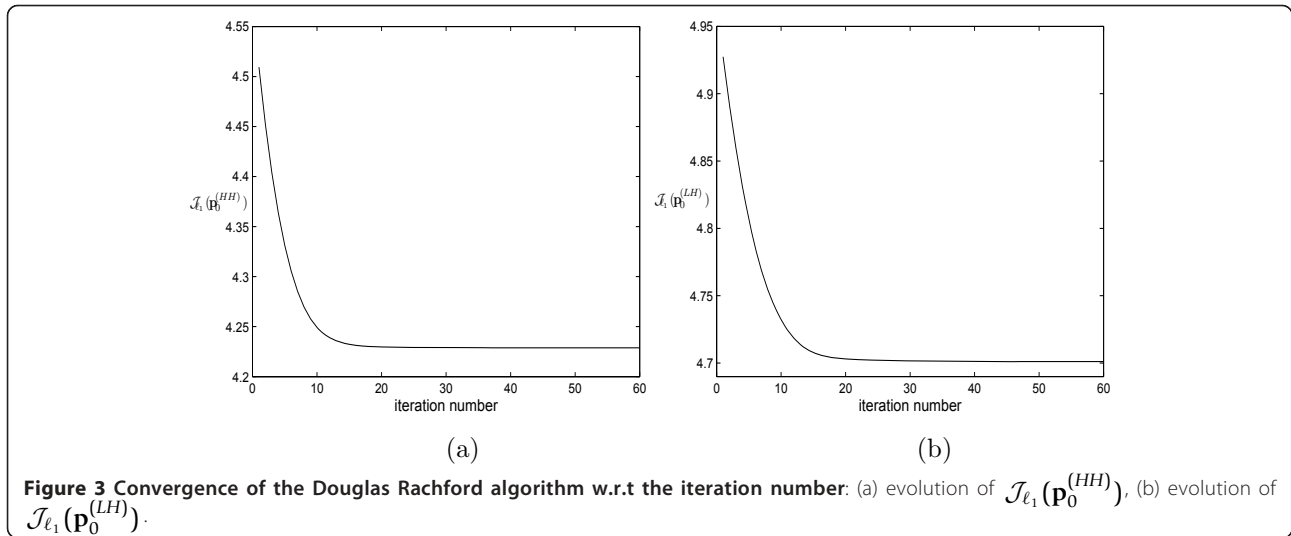 4.55
4.5
4.45
4.4
4.35
4.3
4.25
4.2
0 10 20 30 40 50 60
𝒥ℓ₁(p₀^(HH))
iteration number
(a)
4.95
4.9
4.85
4.8
4.75
4.7
0 10 20 30 40 50 60
𝒥ℓ₁(p₀^(LH))
iteration number
(b)
Figure 3 Convergence of the Douglas Rachford algorithm w.r.t the iteration number: (a) evolution of 𝒥ℓ₁(p₀^(HH)), (b) evolution of
𝒥ℓ₁(p₀^(LH)).